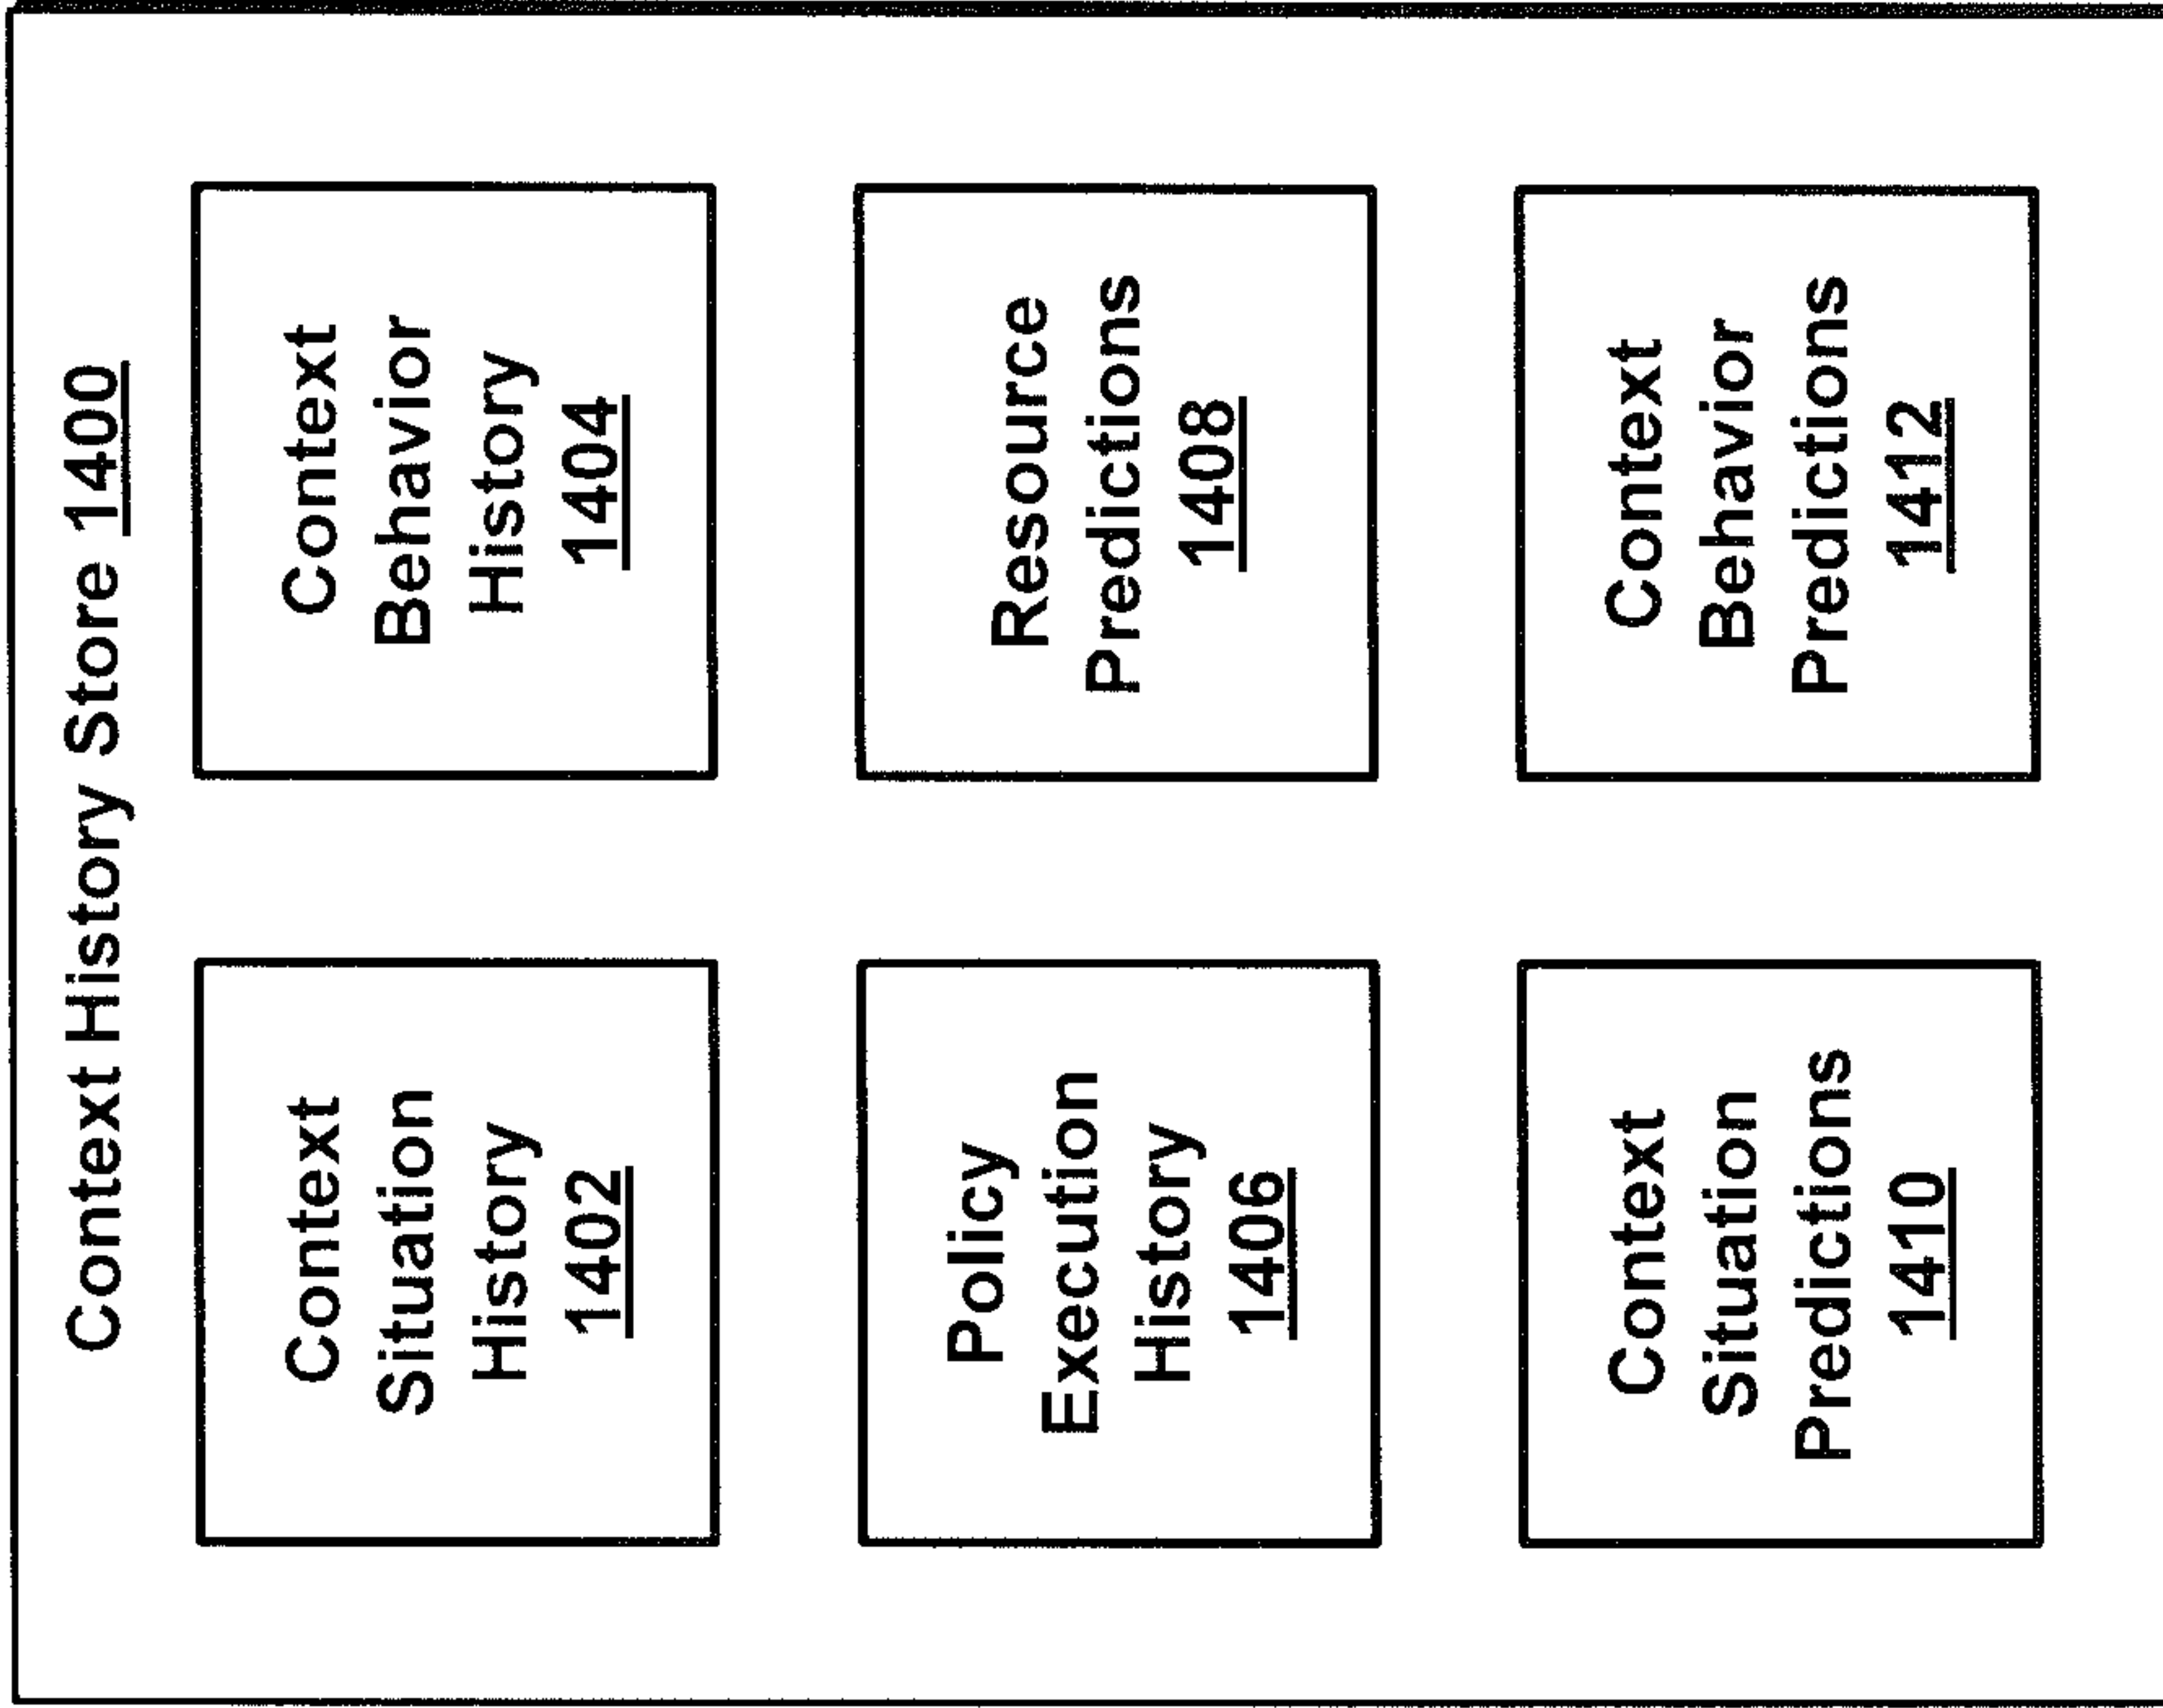 Context History Store 1400
Context
Situation
History
1402
Context
Behavior
History
1404
Policy
Execution
History
1406
Resource
Predictions
1408
Context
Situation
Predictions
1410
Context
Behavior
Predictions
1412